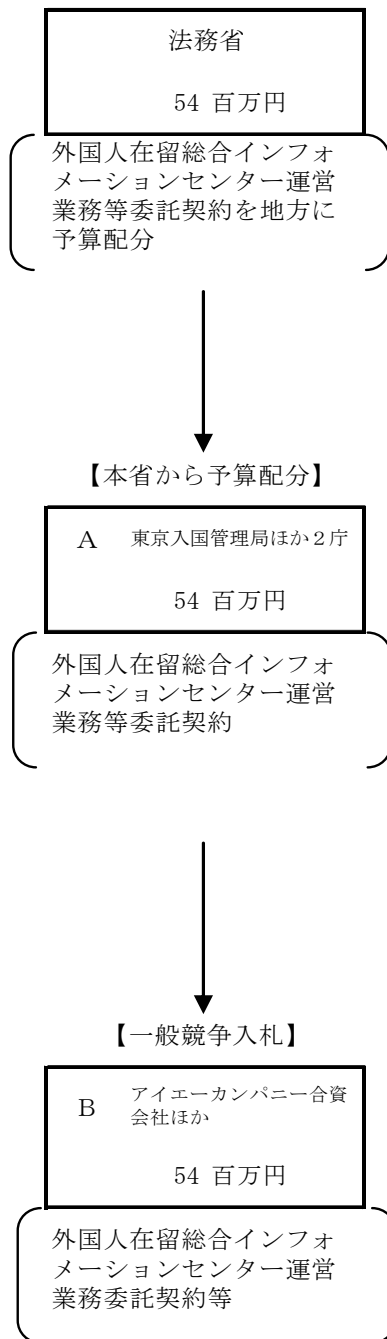 法務省
54 百万円
外国人在留総合インフォ
メーションセンター運営
業務等委託契約を地方に
予算配分
【本省から予算配分】
A 東京入国管理局ほか２庁
54 百万円
外国人在留総合インフォ
メーションセンター運営
業務等委託契約
【一般競争入札】
B アイエーカンパニー合資
会社ほか
54 百万円
外国人在留総合インフォ
メーションセンター運営
業務委託契約等